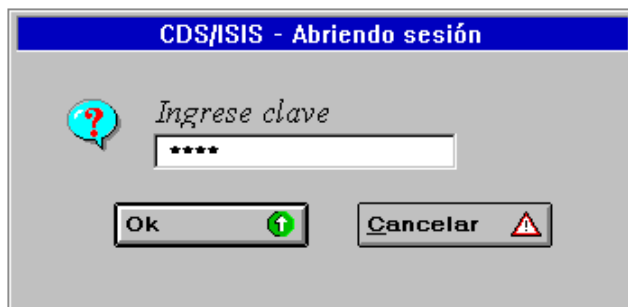 CDS/ISIS - Abriendo sesión
Ingrese clave
****
Ok
Cancelar